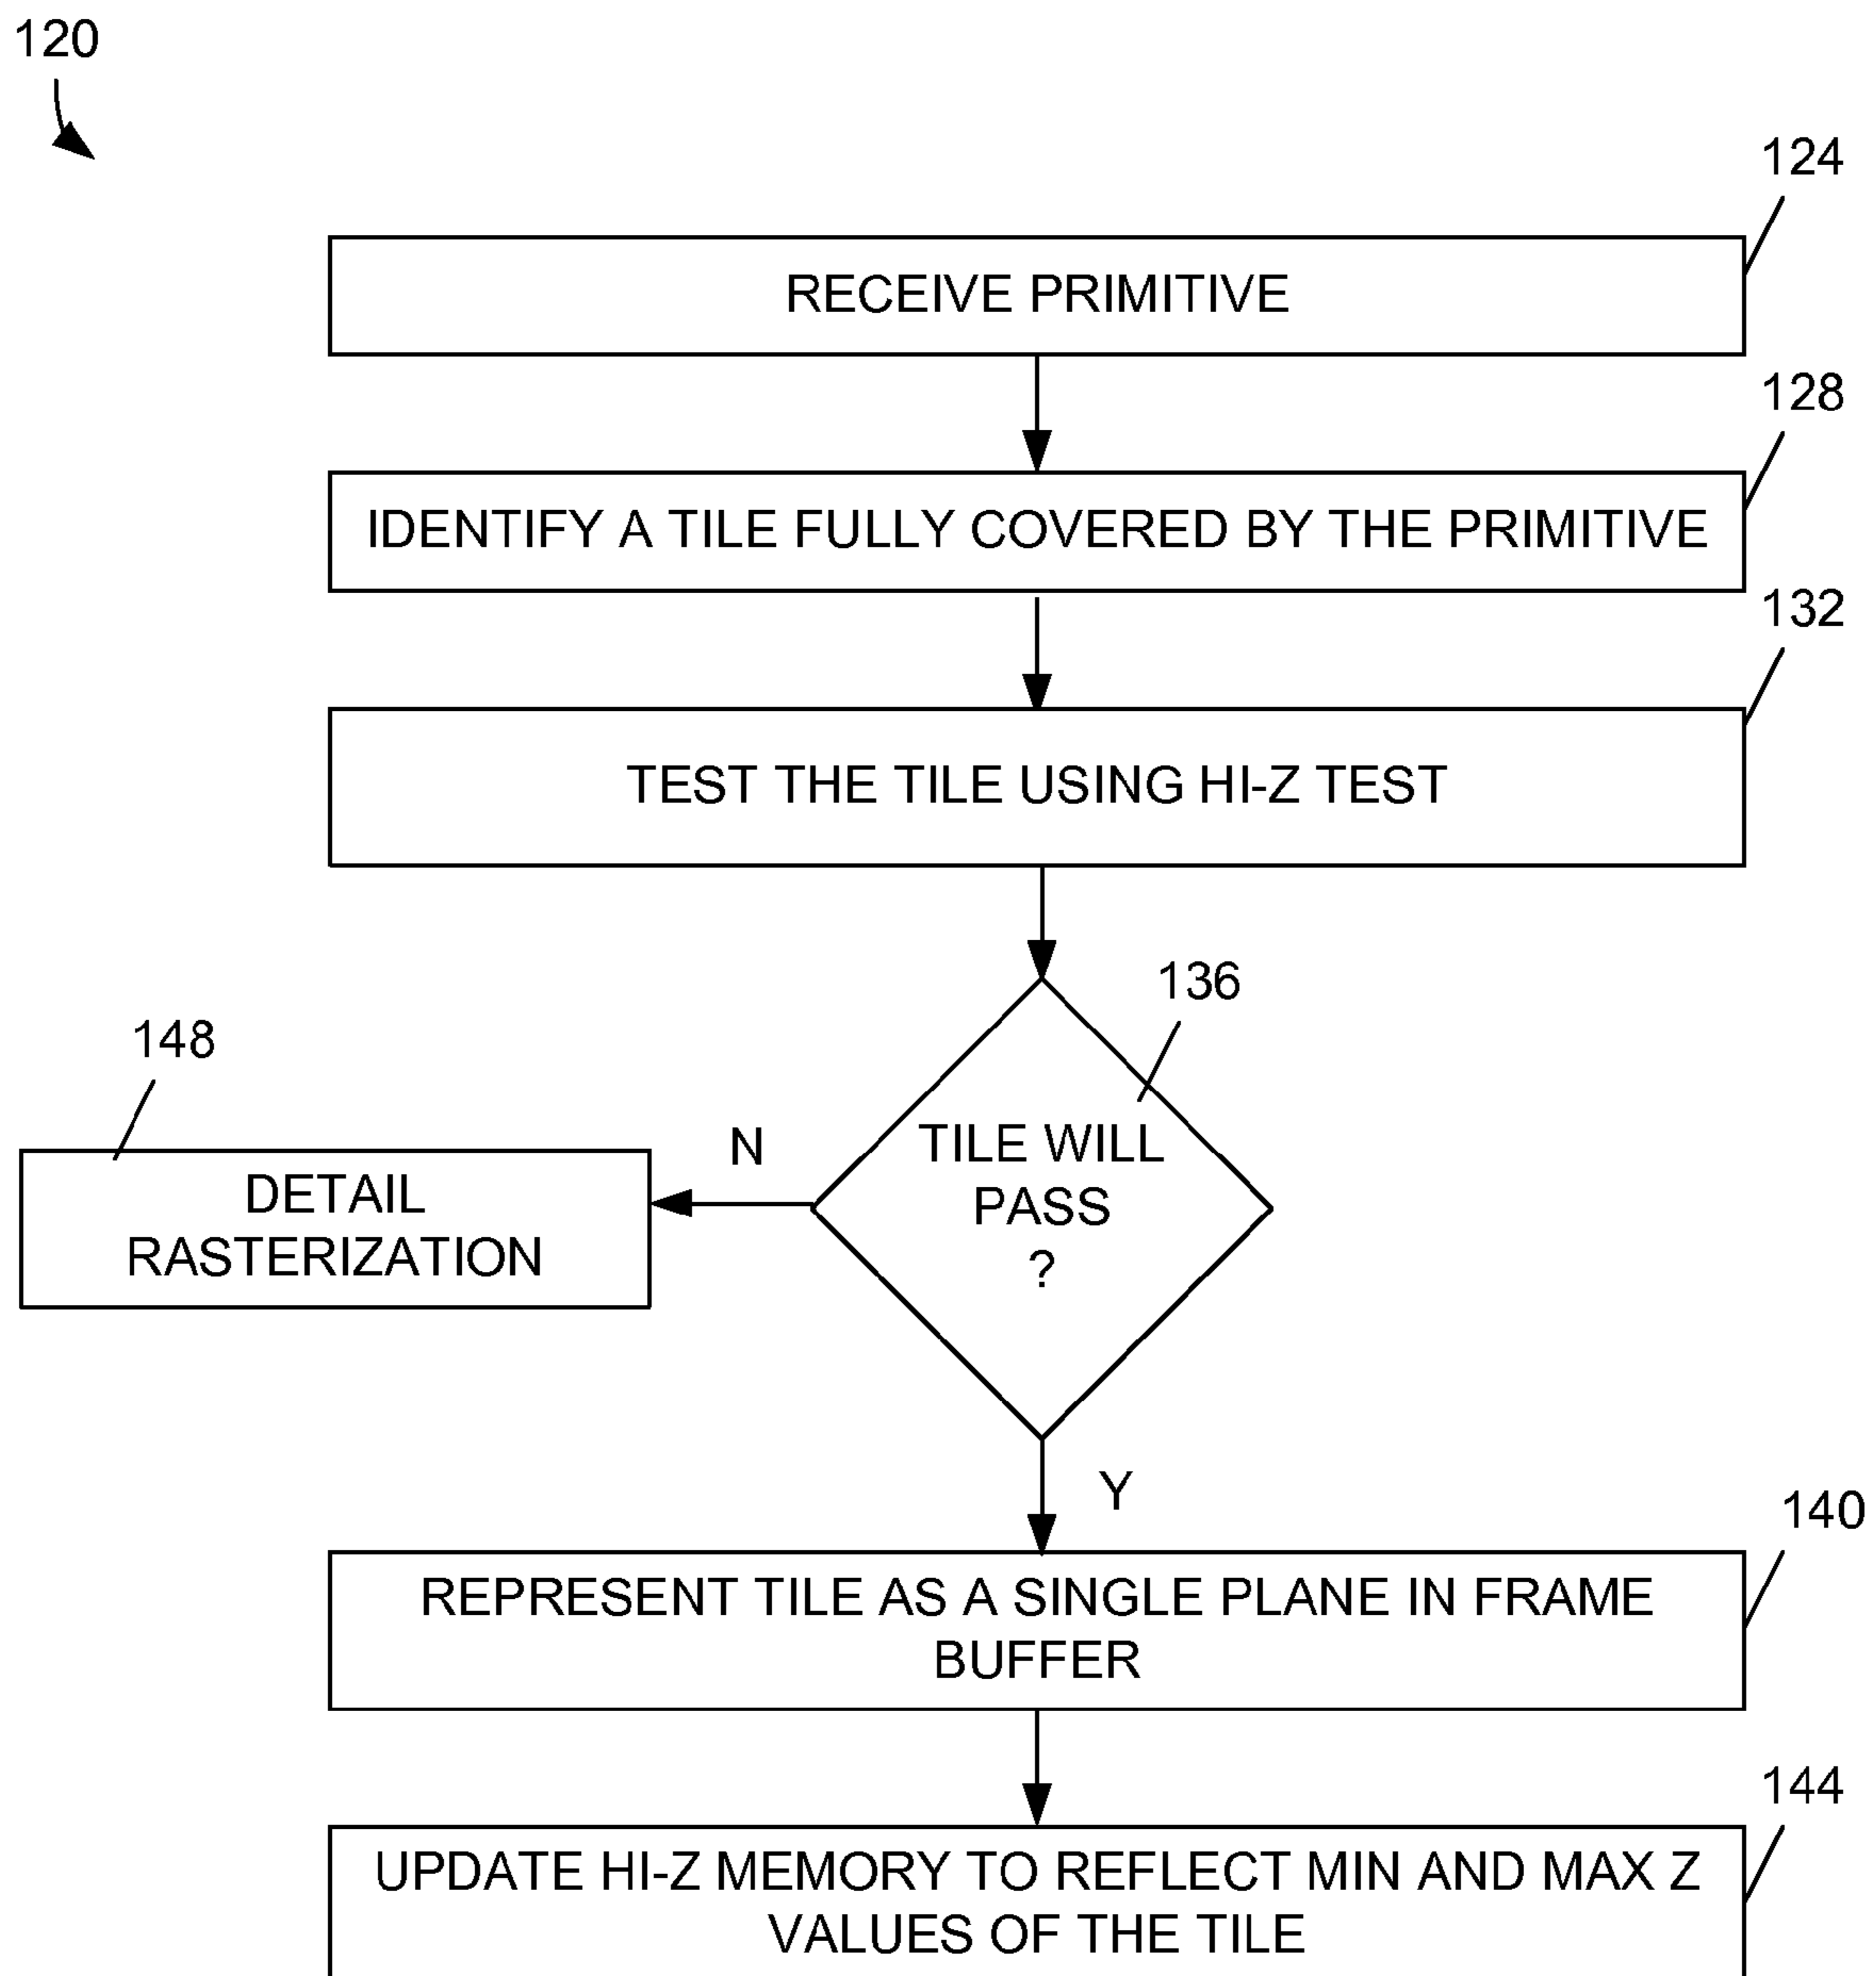 120
124
RECEIVE PRIMITIVE
128
IDENTIFY A TILE FULLY COVERED BY THE PRIMITIVE
132
TEST THE TILE USING HI-Z TEST
136
148
TILE WILL
PASS
?
N
DETAIL
RASTERIZATION
Y
140
REPRESENT TILE AS A SINGLE PLANE IN FRAME
BUFFER
144
UPDATE HI-Z MEMORY TO REFLECT MIN AND MAX Z
VALUES OF THE TILE